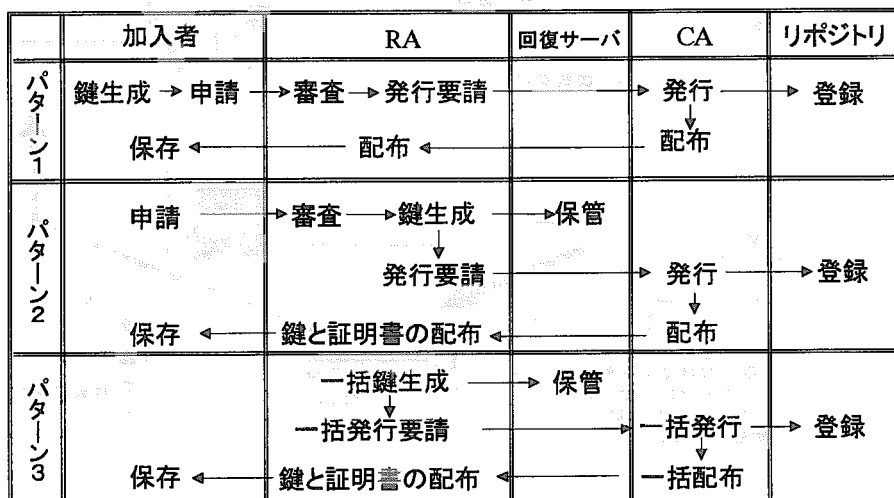 加入者 RA 回復サーバ CA リポジトリ
パターン1
鍵生成 → 申請 → 審査 → 発行要請 → 発行 → 登録
保存 ← 配布 ← 配布
パターン2
申請 → 審査 → 鍵生成 → 保管
発行要請 → 発行 → 登録
保存 ← 鍵と証明書の配布 ← 配布
パターン3
一括鍵生成 → 保管
一括発行要請 → 一括発行 → 登録
保存 ← 鍵と証明書の配布 ← 一括配布